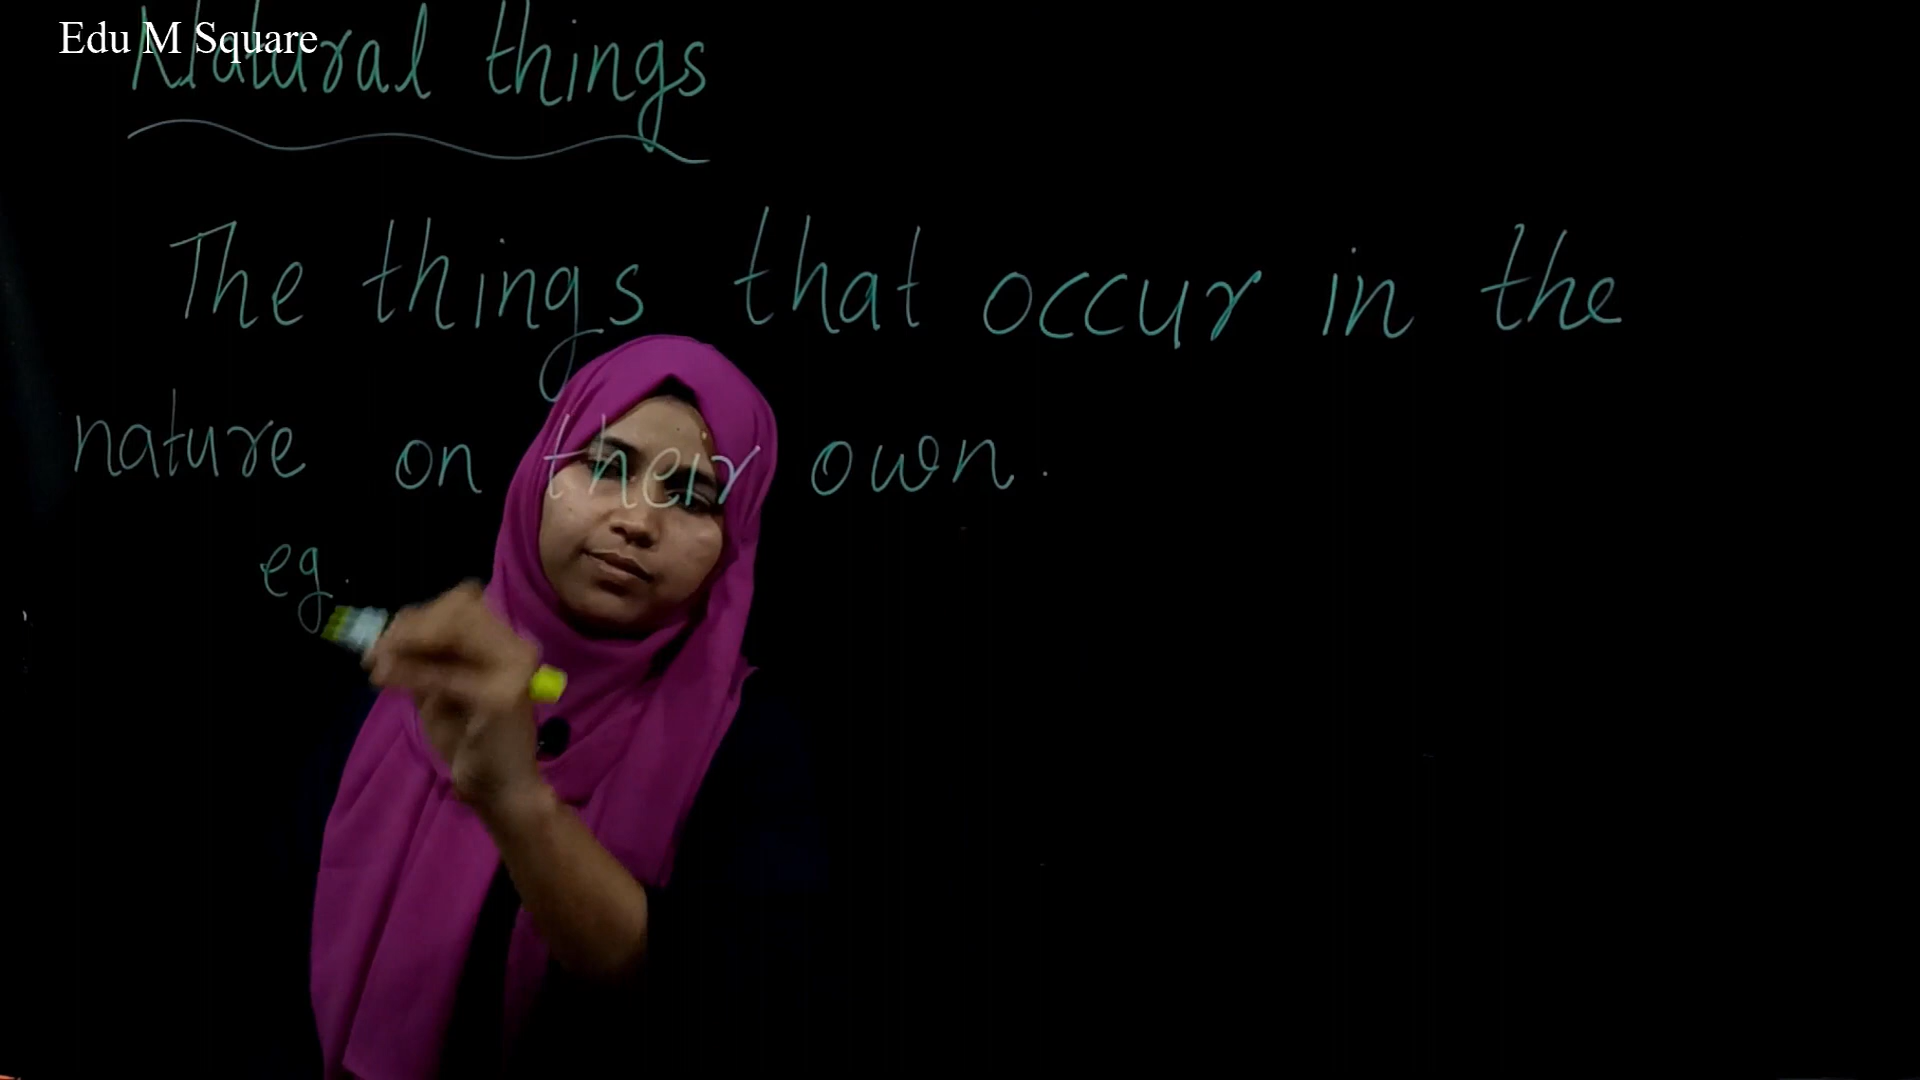 Edu M Square
Natural things
The things that occur in the
nature on their own.
eg.